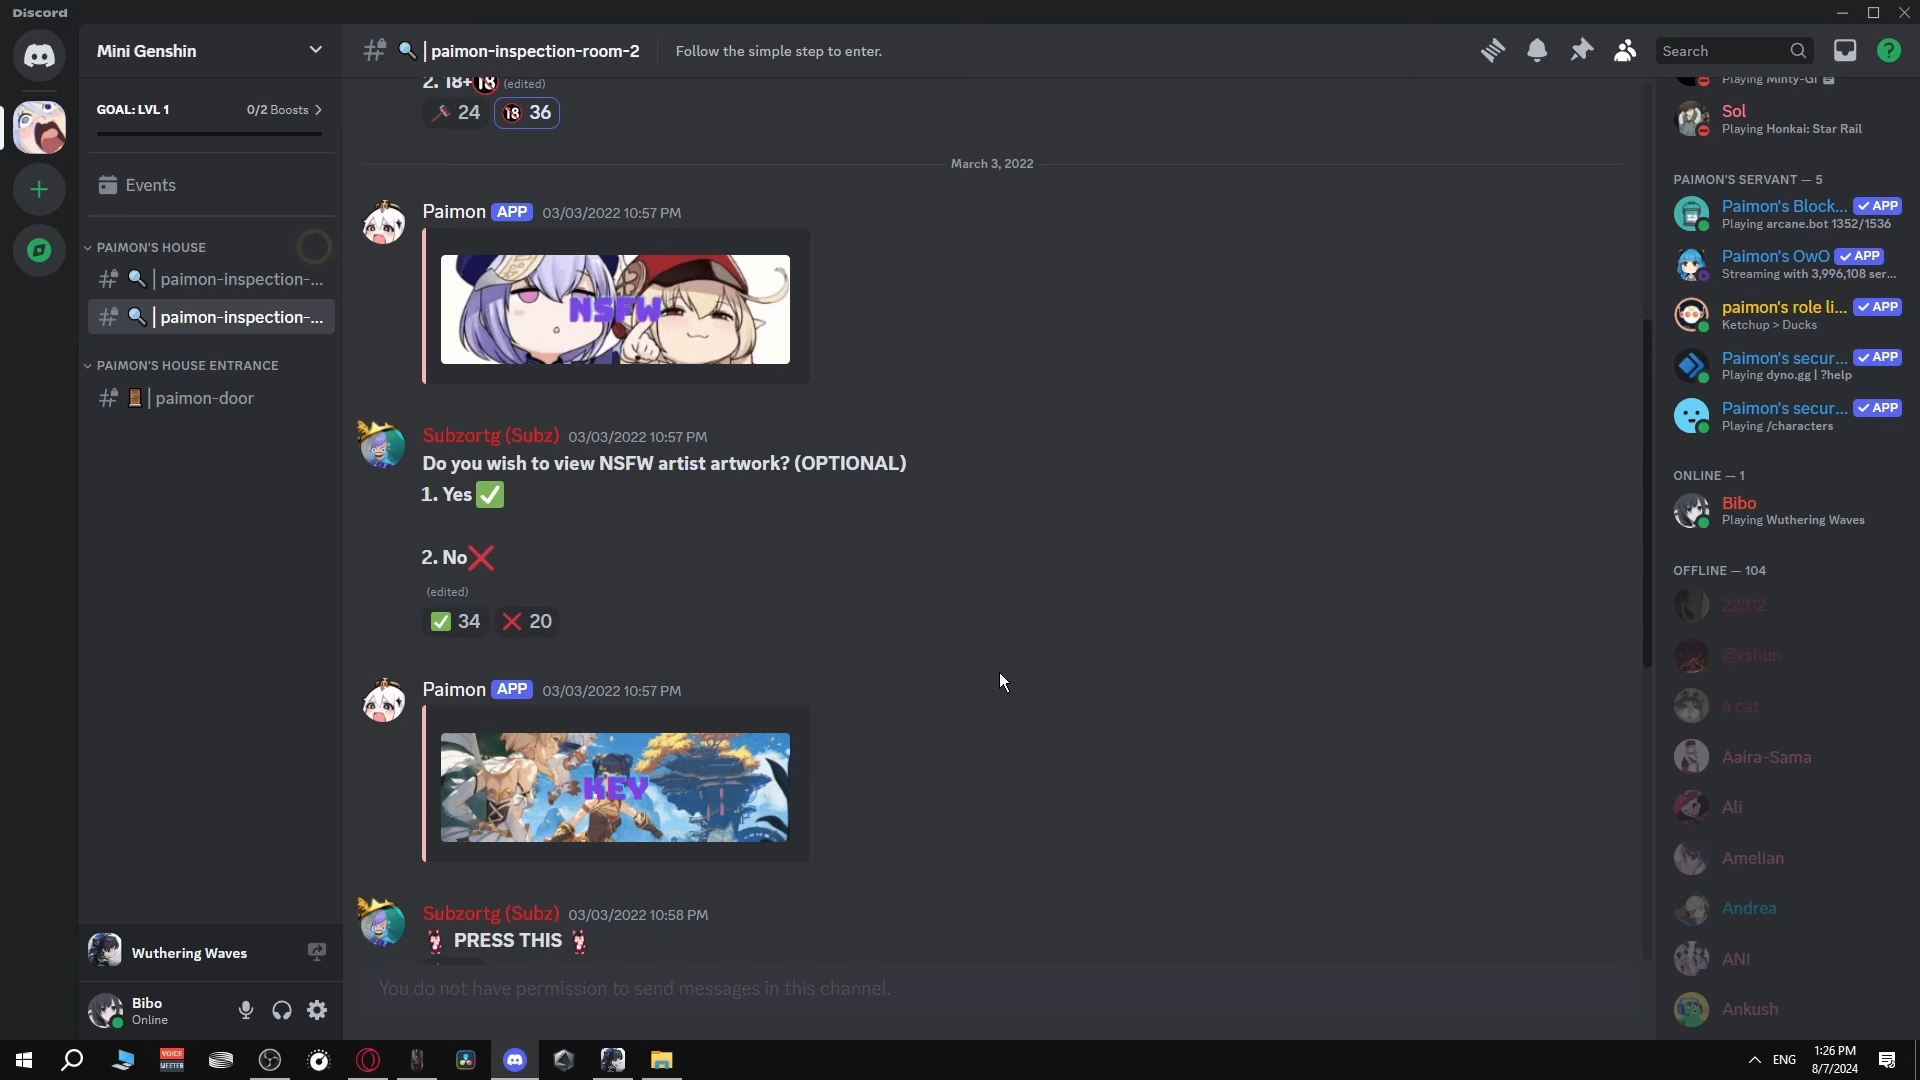 Discord
Mini Genshin
GOAL: LVL 1
0/2 Boosts
Events
PAIMON'S HOUSE
| paimon-inspection-...
| paimon-inspection-...
PAIMON'S HOUSE ENTRANCE
| paimon-door
Wuthering Waves
Bibo
Online
| paimon-inspection-room-2
Follow the simple step to enter.
Search
2. 18+🔞 (edited)
24
36
March 3, 2022
Paimon APP 03/03/2022 10:57 PM
NSFW
Subzortg (Subz) 03/03/2022 10:57 PM
Do you wish to view NSFW artist artwork? (OPTIONAL)
1. Yes ✅
2. No❌
(edited)
34
20
Paimon APP 03/03/2022 10:57 PM
KEY
Subzortg (Subz) 03/03/2022 10:58 PM
PRESS THIS
You do not have permission to send messages in this channel.
Playing Minty-GI
Sol
Playing Honkai: Star Rail
PAIMON'S SERVANT — 5
Paimon's Block... ✓ APP
Playing arcane.bot 1352/1536
Paimon's OwO ✓ APP
Streaming with 3,996,108 ser...
paimon's role li... ✓ APP
Ketchup > Ducks
Paimon's secur... ✓ APP
Playing dyno.gg | ?help
Paimon's secur... ✓ APP
Playing /characters
ONLINE — 1
Bibo
Playing Wuthering Waves
OFFLINE — 104
22312
@rshun
a cat
Aaira-Sama
Ali
Amelian
Andrea
ANI
Ankush
VOICE
MEETER
ENG
1:26 PM
8/7/2024